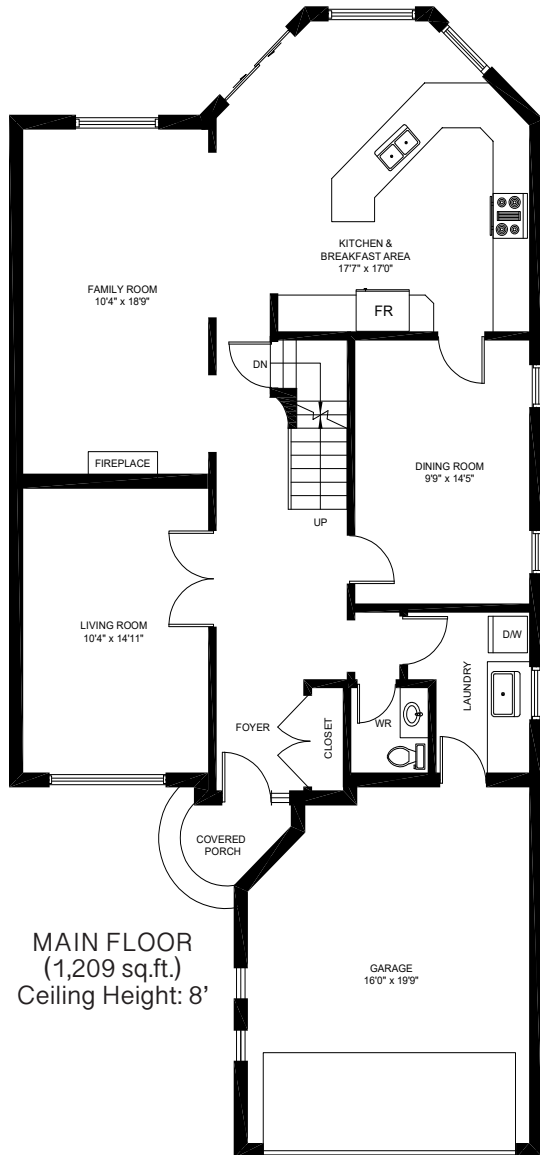 KITCHEN &
BREAKFAST AREA
17'7" x 17'0"
FAMILY ROOM
10'4" x 18'9"
FR
DN
FIREPLACE
DINING ROOM
9'9" x 14'5"
UP
LIVING ROOM
10'4" x 14'11"
D/W
LAUNDRY
WR
FOYER
CLOSET
COVERED
PORCH
MAIN FLOOR
(1,209 sq.ft.)
Ceiling Height: 8'
GARAGE
16'0" x 19'9"